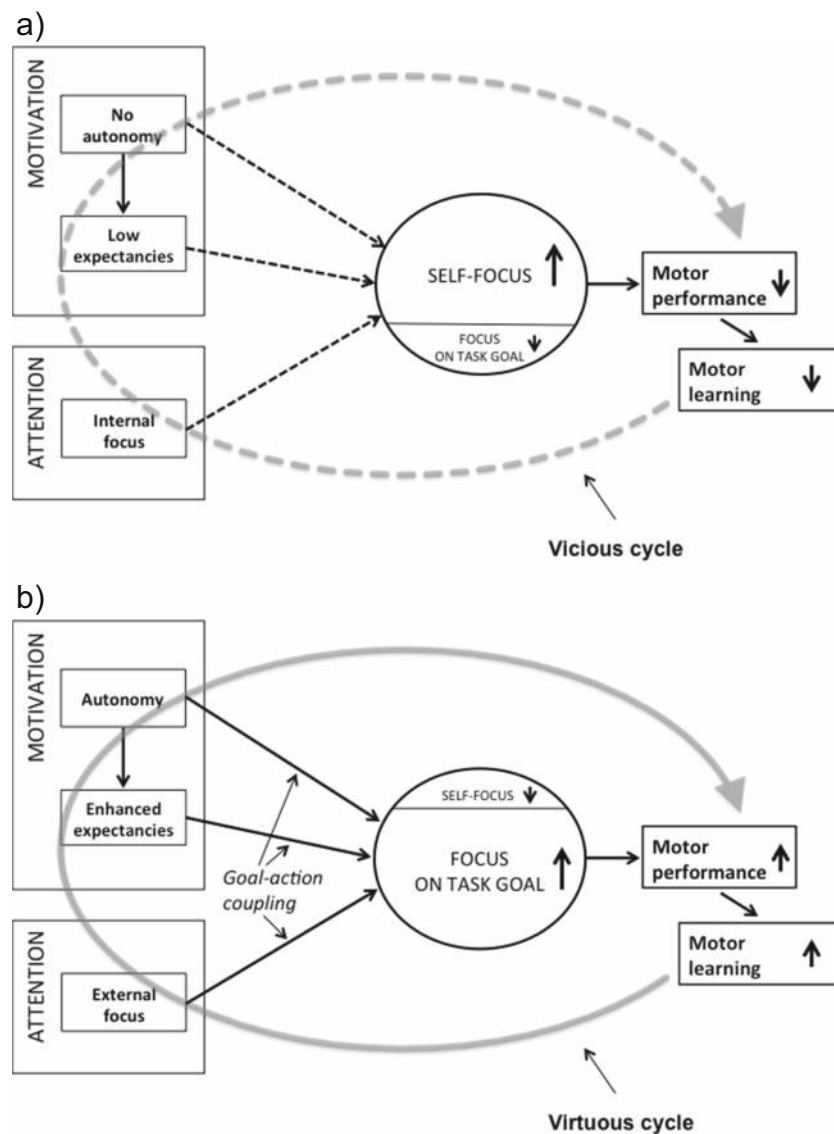 a)
MOTIVATION
No
autonomy
Low
expectancies
ATTENTION
Internal
focus
SELF-FOCUS
FOCUS
ON TASK GOAL
Motor
performance
Motor
learning
Vicious cycle
b)
MOTIVATION
Autonomy
Enhanced
expectancies
Goal-action
coupling
ATTENTION
External
focus
SELF-FOCUS
FOCUS
ON TASK GOAL
Motor
performance
Motor
learning
Virtuous cycle